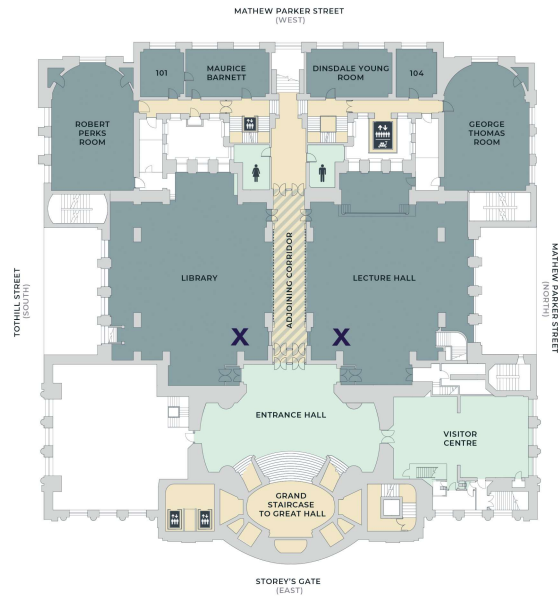 MATHEW PARKER STREET
(WEST)
101
MAURICE
BARNETT
DINSDALE YOUNG
ROOM
104
ROBERT
PERKS
ROOM
GEORGE
THOMAS
ROOM
TOTHILL STREET
(SOUTH)
LIBRARY
ADJOINING CORRIDOR
LECTURE HALL
MATHEW PARKER STREET
(NORTH)
X
X
ENTRANCE HALL
VISITOR
CENTRE
GRAND
STAIRCASE
TO GREAT HALL
STOREY'S GATE
(EAST)